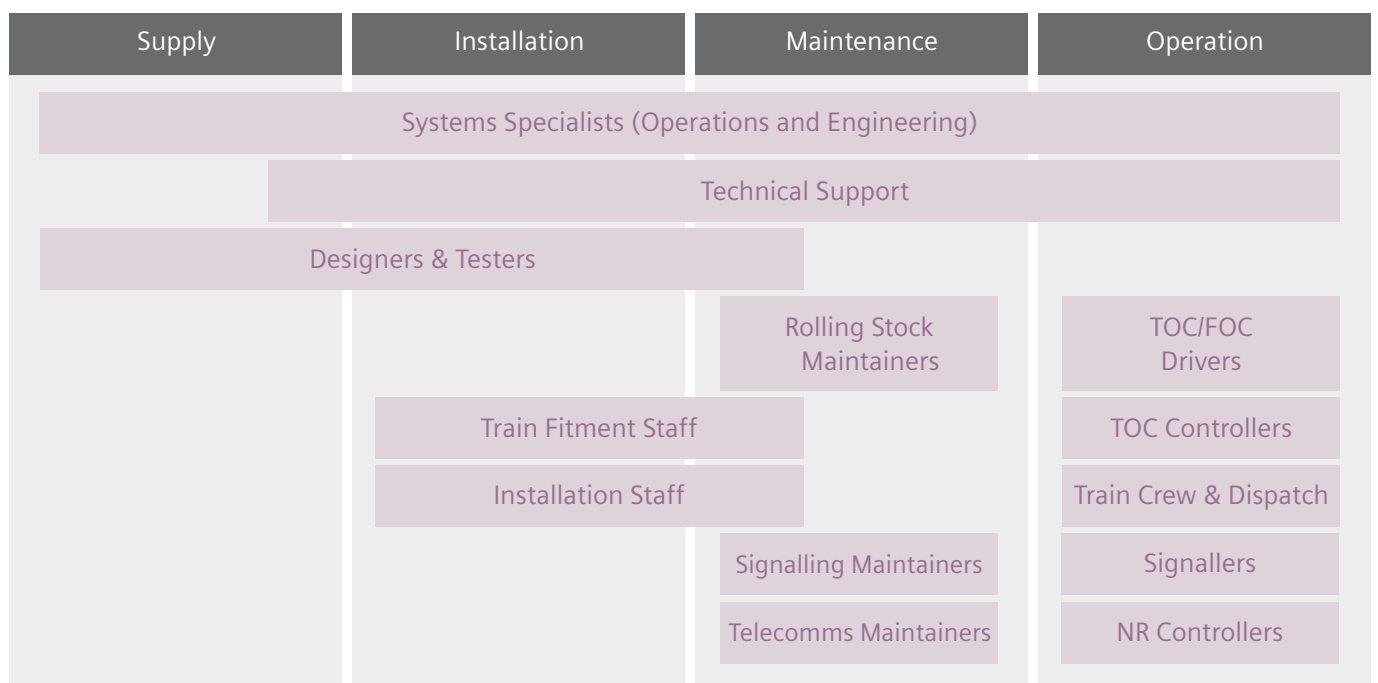 Supply
Installation
Maintenance
Operation
Systems Specialists (Operations and Engineering)
Technical Support
Designers & Testers
Rolling Stock
Maintainers
TOC/FOC
Drivers
Train Fitment Staff
TOC Controllers
Installation Staff
Train Crew & Dispatch
Signalling Maintainers
Signallers
Telecomms Maintainers
NR Controllers